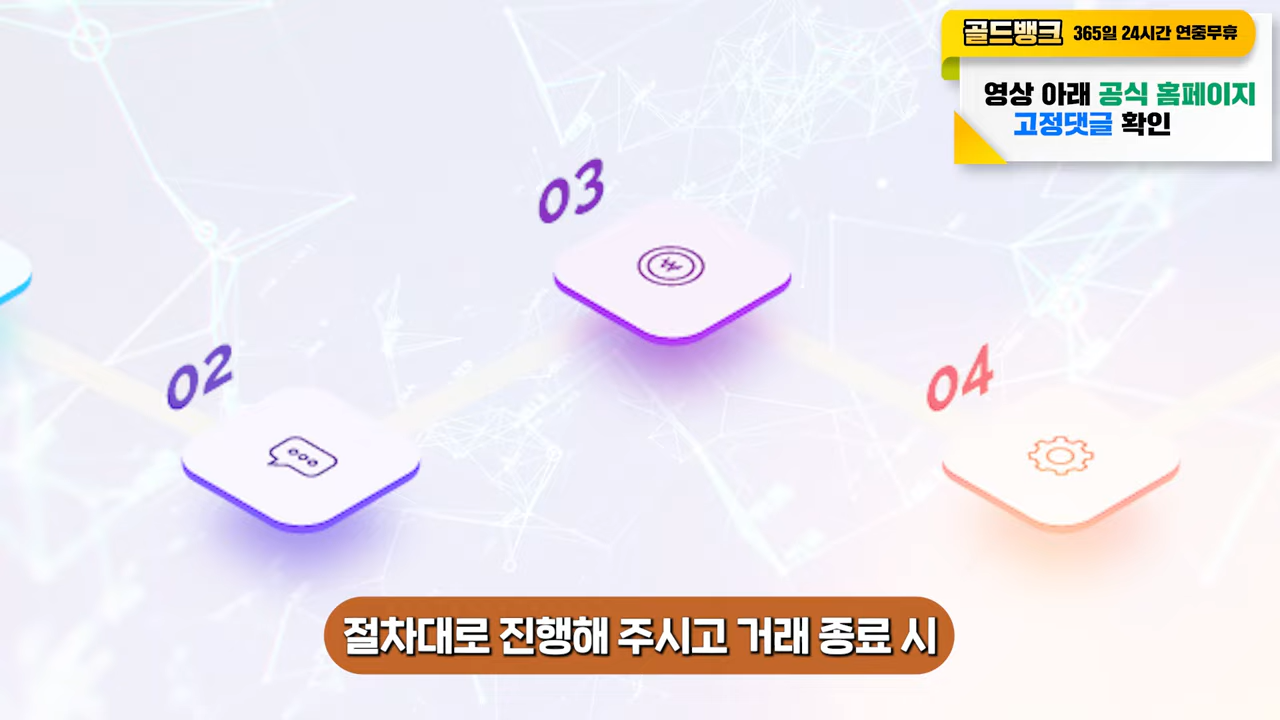 골드뱅크 365일 24시간 연중무휴
영상 아래 공식 홈페이지
고정댓글 확인
03
02
04
절차대로 진행해 주시고 거래 종료 시